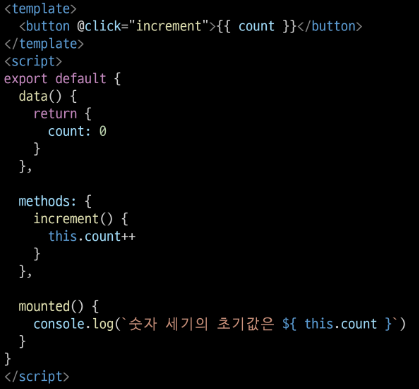 <template>
  <button @click="increment">{{ count }}</button>
</template>
<script>
export default {
  data() {
    return {
      count: 0
    }
  },

  methods: {
    increment() {
      this.count++
    }
  },

  mounted() {
    console.log(`숫자 세기의 초기값은 ${ this.count }`)
  }
}
</script>